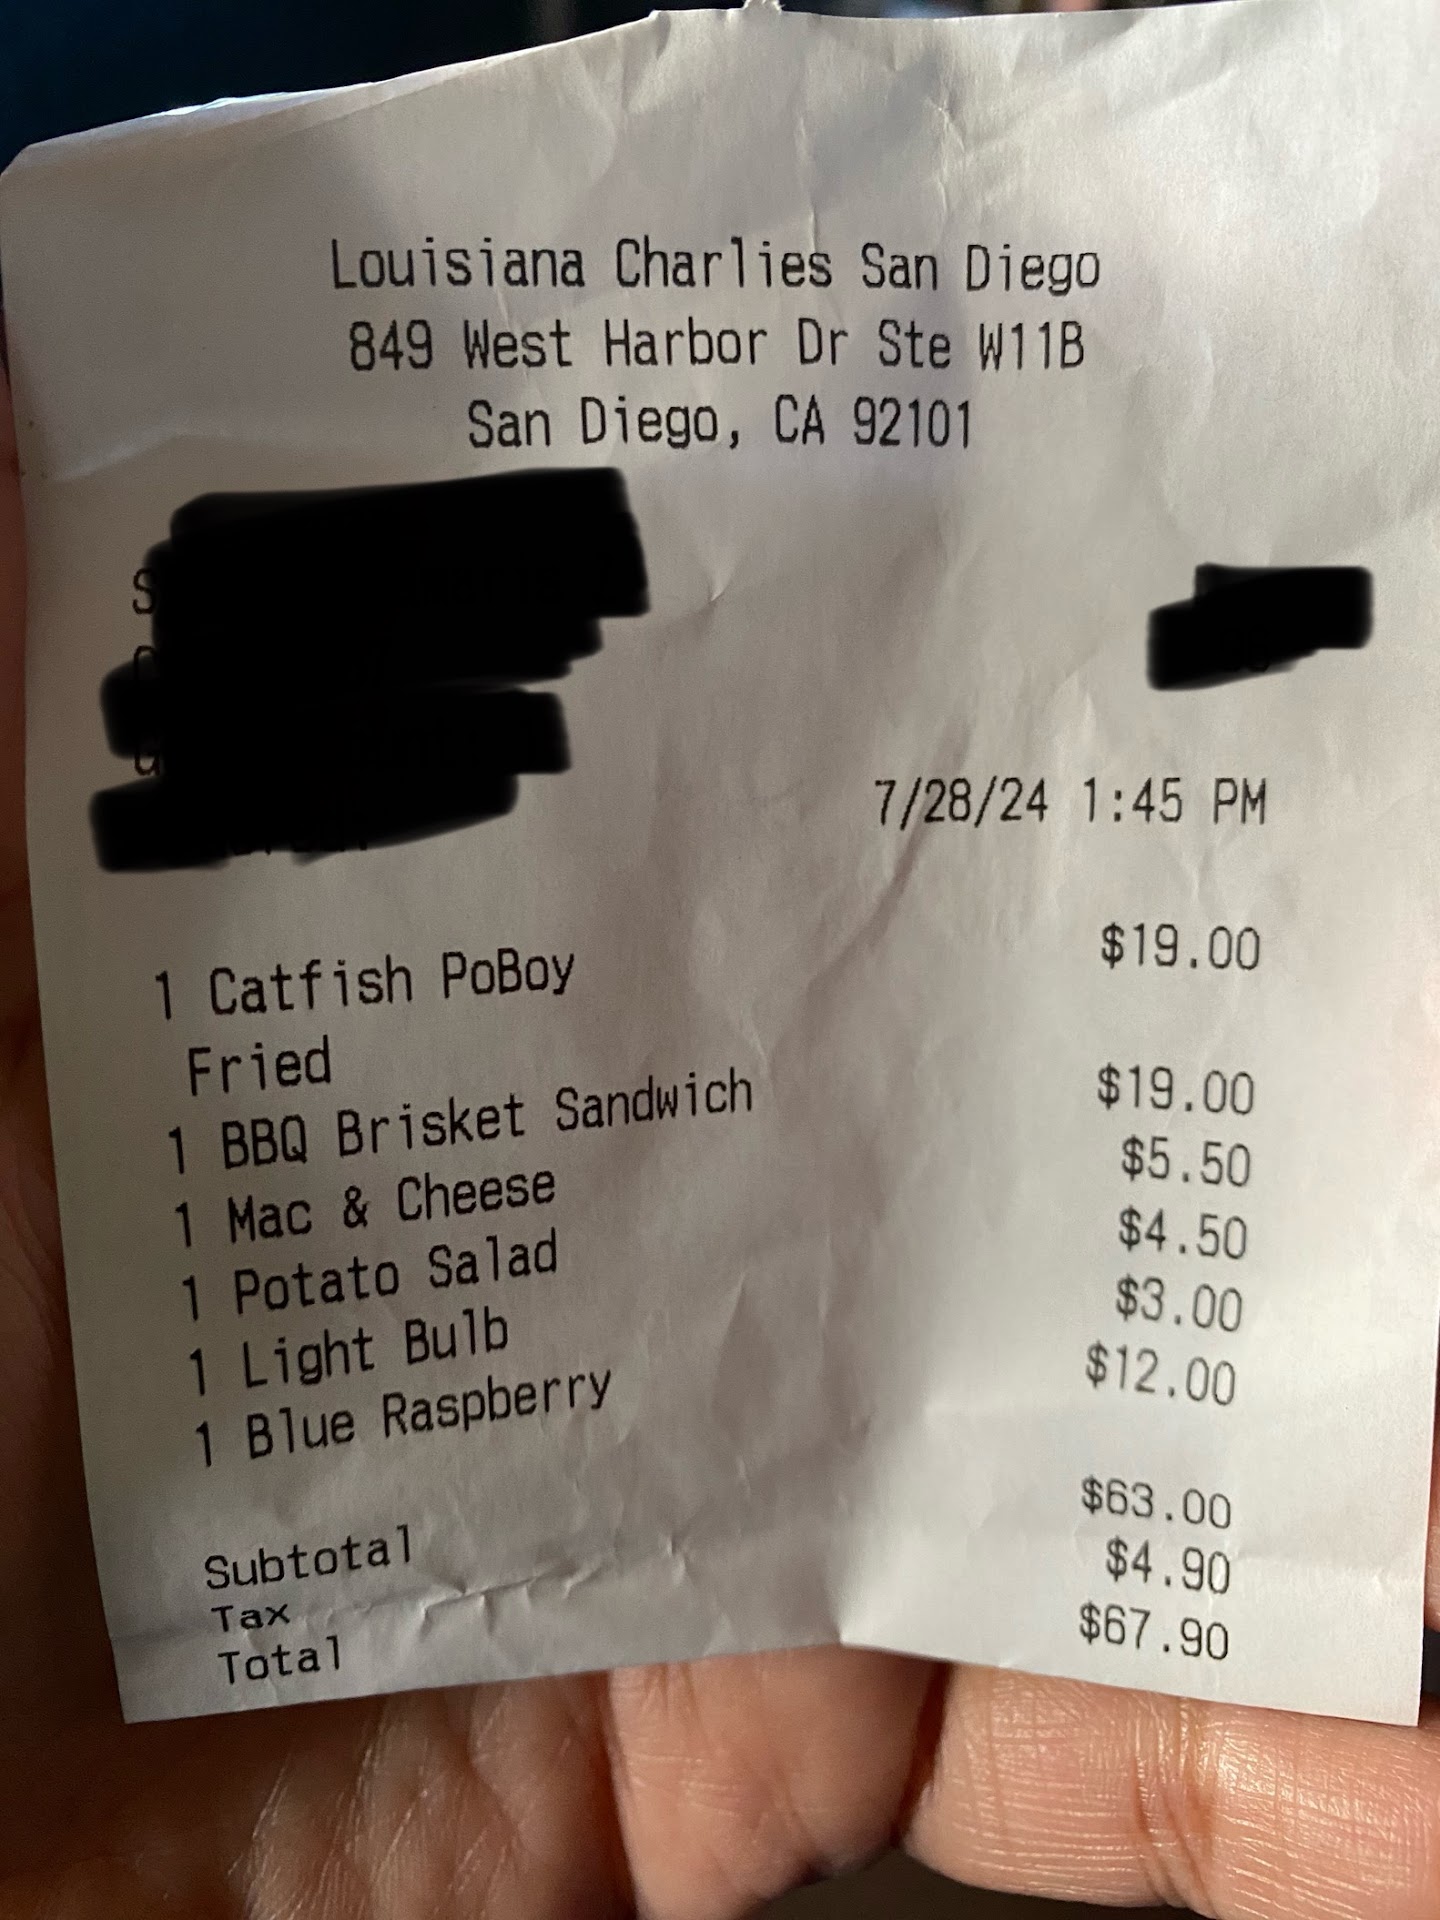 Louisiana Charlies San Diego
849 West Harbor Dr Ste W11B
San Diego, CA 92101
7/28/24 1:45 PM
1 Catfish PoBoy $19.00
Fried
1 BBQ Brisket Sandwich $19.00
1 Mac & Cheese $5.50
1 Potato Salad $4.50
1 Light Bulb $3.00
1 Blue Raspberry $12.00
Subtotal $63.00
Tax $4.90
Total $67.90